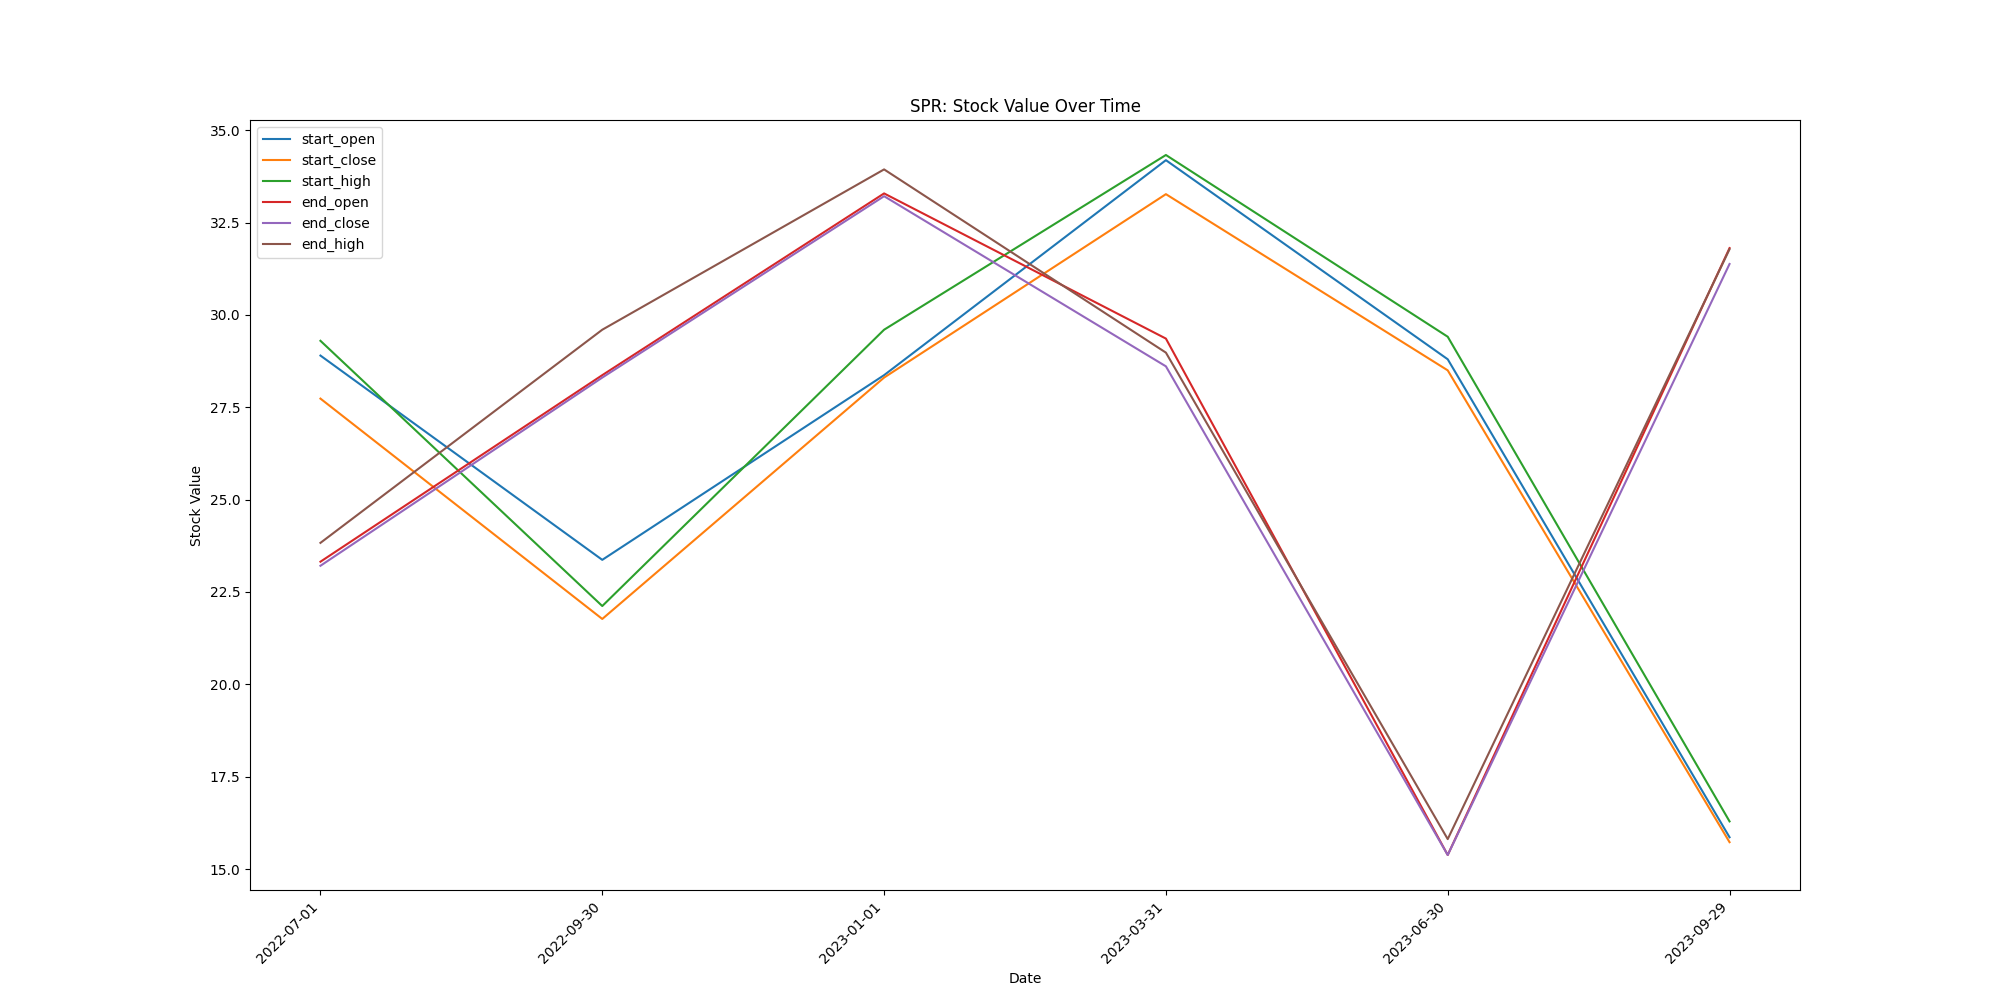 SPR: Stock Value Over Time
start_open
start_close
start_high
end_open
end_close
end_high
35.0
32.5
30.0
27.5
25.0
22.5
20.0
17.5
15.0
Stock Value
2022-07-01
2022-09-30
2023-01-01
2023-03-31
2023-06-30
2023-09-29
Date